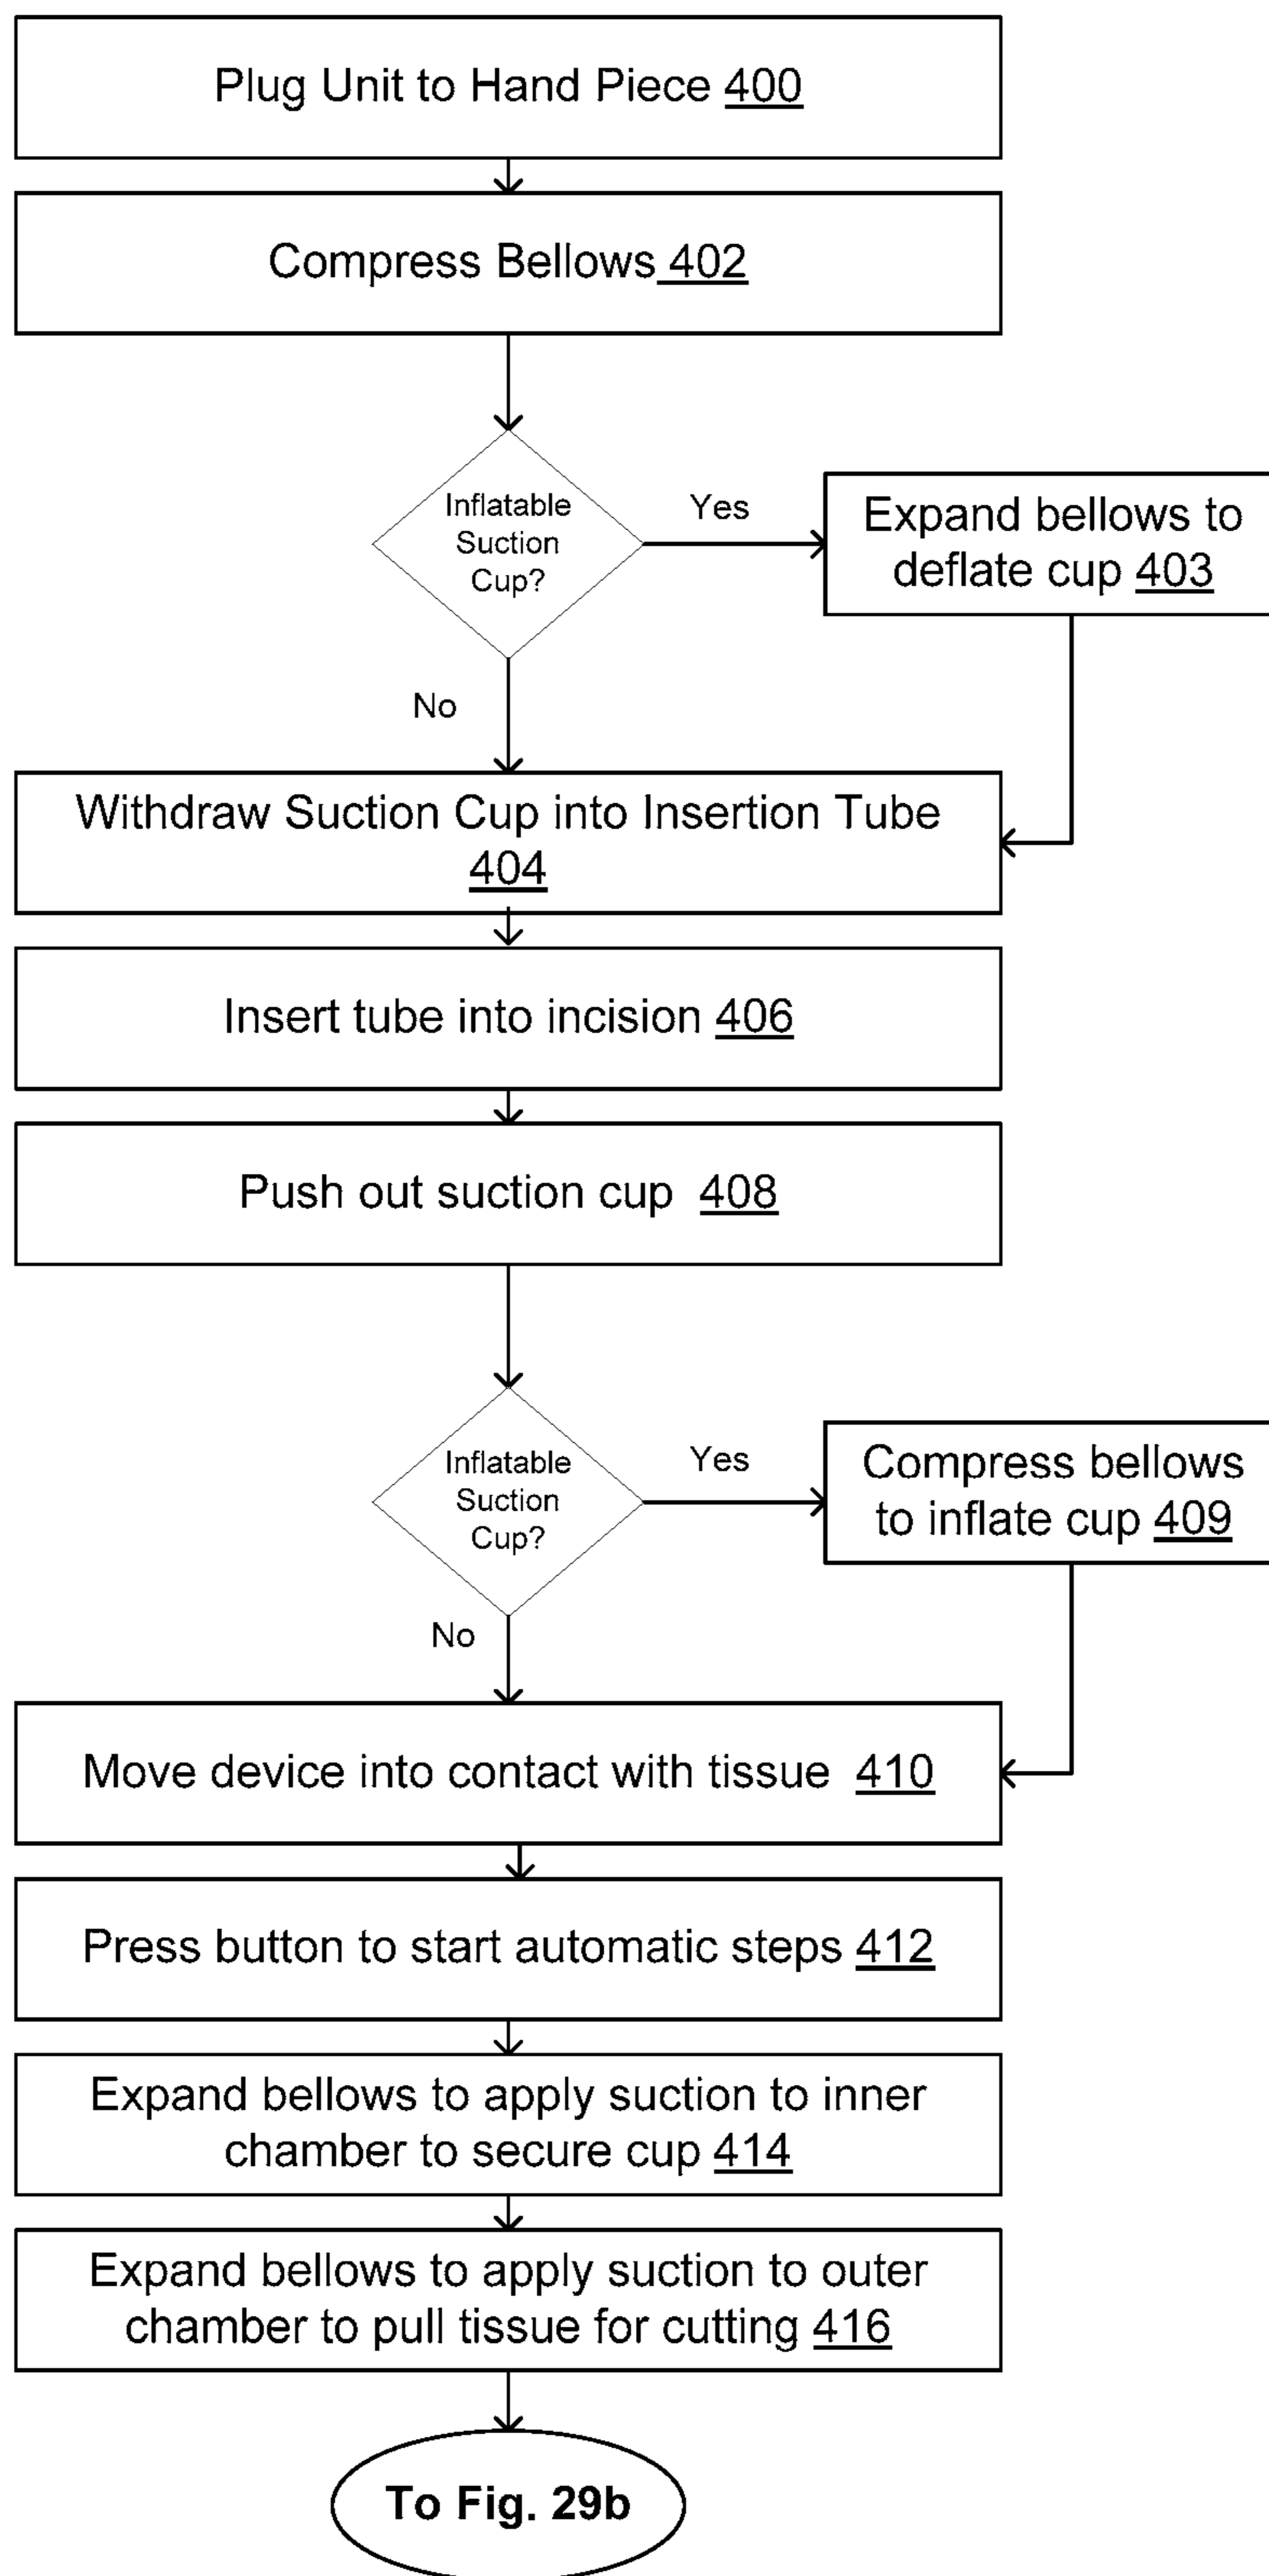 Plug Unit to Hand Piece 400
Compress Bellows 402
Inflatable
Suction
Cup?
Yes
Expand bellows to
deflate cup 403
No
Withdraw Suction Cup into Insertion Tube
404
Insert tube into incision 406
Push out suction cup 408
Inflatable
Suction
Cup?
Yes
Compress bellows
to inflate cup 409
No
Move device into contact with tissue 410
Press button to start automatic steps 412
Expand bellows to apply suction to inner
chamber to secure cup 414
Expand bellows to apply suction to outer
chamber to pull tissue for cutting 416
To Fig. 29b